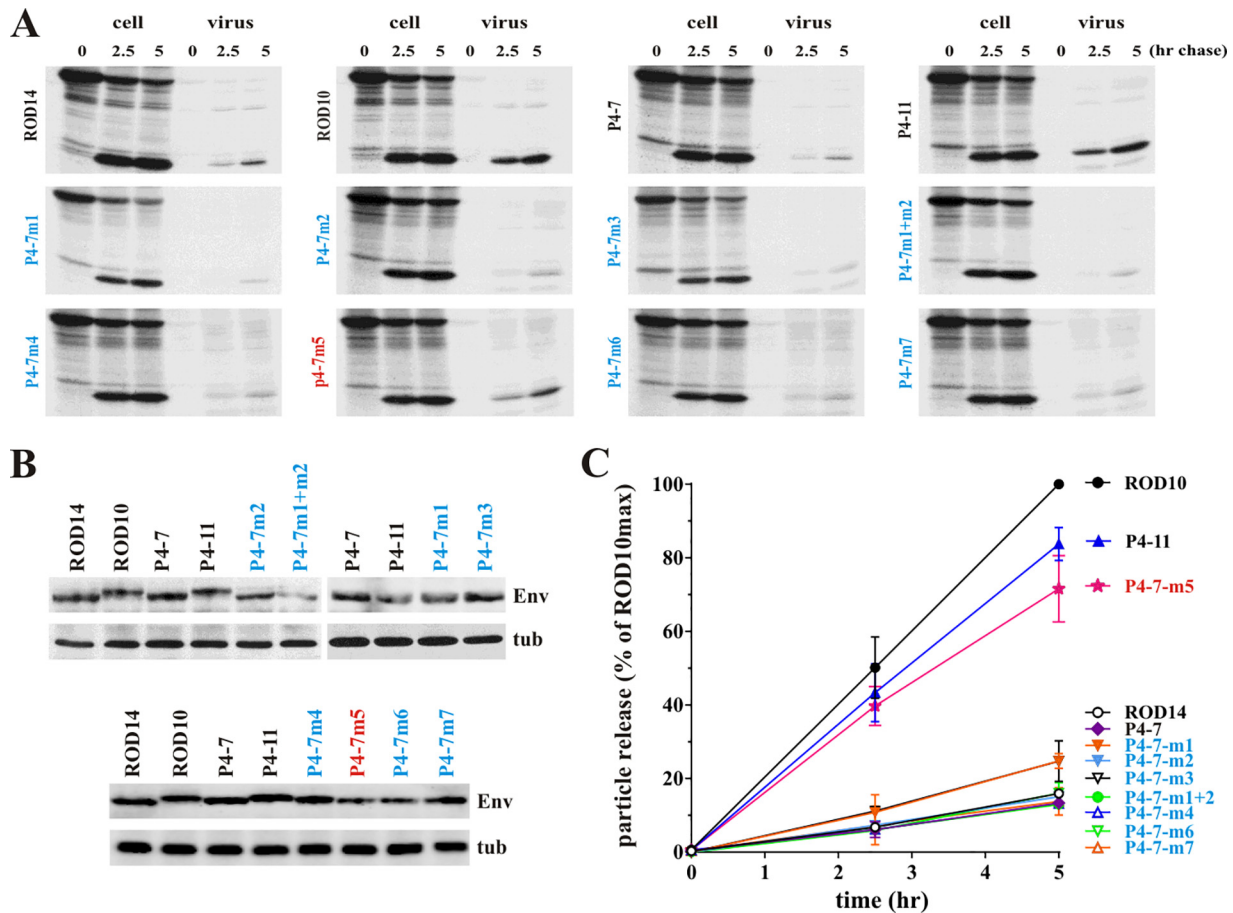 A
cell virus cell virus cell virus cell virus
0 2.5 5 0 2.5 5 0 2.5 5 0 2.5 5 0 2.5 5 0 2.5 5 0 2.5 5 0 2.5 5 (hr chase)
ROD14
ROD10
P4-7
P4-11
P4-7m1
P4-7m2
P4-7m3
P4-7m1+m2
P4-7m4
p4-7m5
P4-7m6
P4-7m7
B
ROD14
ROD10
P4-7
P4-11
P4-7m2
P4-7m1+m2
P4-7
P4-11
P4-7m1
P4-7m3
Env
tub
ROD14
ROD10
P4-7
P4-11
P4-7m4
P4-7m5
P4-7m6
P4-7m7
Env
tub
C
particle release (% of ROD10max)
100
80
60
40
20
0
0 1 2 3 4 5
time (hr)
ROD10
P4-11
P4-7-m5
ROD14
P4-7
P4-7-m1
P4-7-m2
P4-7-m3
P4-7-m1+2
P4-7-m4
P4-7-m6
P4-7-m7